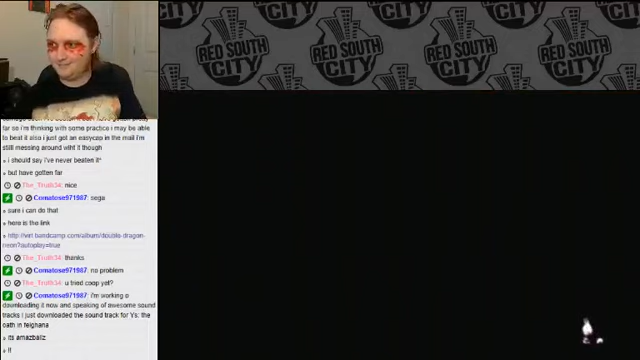 RED SOUTH CITY RED SOUTH CITY RED SOUTH CITY RED SOUTH CITY
far so i'm thinking with some practice i may be able
to beat it also i just got an easycap in the mail I'm
still messing around wiht it though
i should say i've never beaten it*
but have gotten far
The_Truth34: nice
Comatose971987: sega
sure i can do that
here is the link
http://virt.bandcamp.com/album/double-dragon-
neon?autoplay=true
The_Truth34: thanks
Comatose971987: no problem
The_Truth34: u tried coop yet?
Comatose971987: i'm working o
downloading it now and speaking of awesome sound
tracks i just downloaded the sound track for Ys: the
oath in felghana
its amazballz
!!